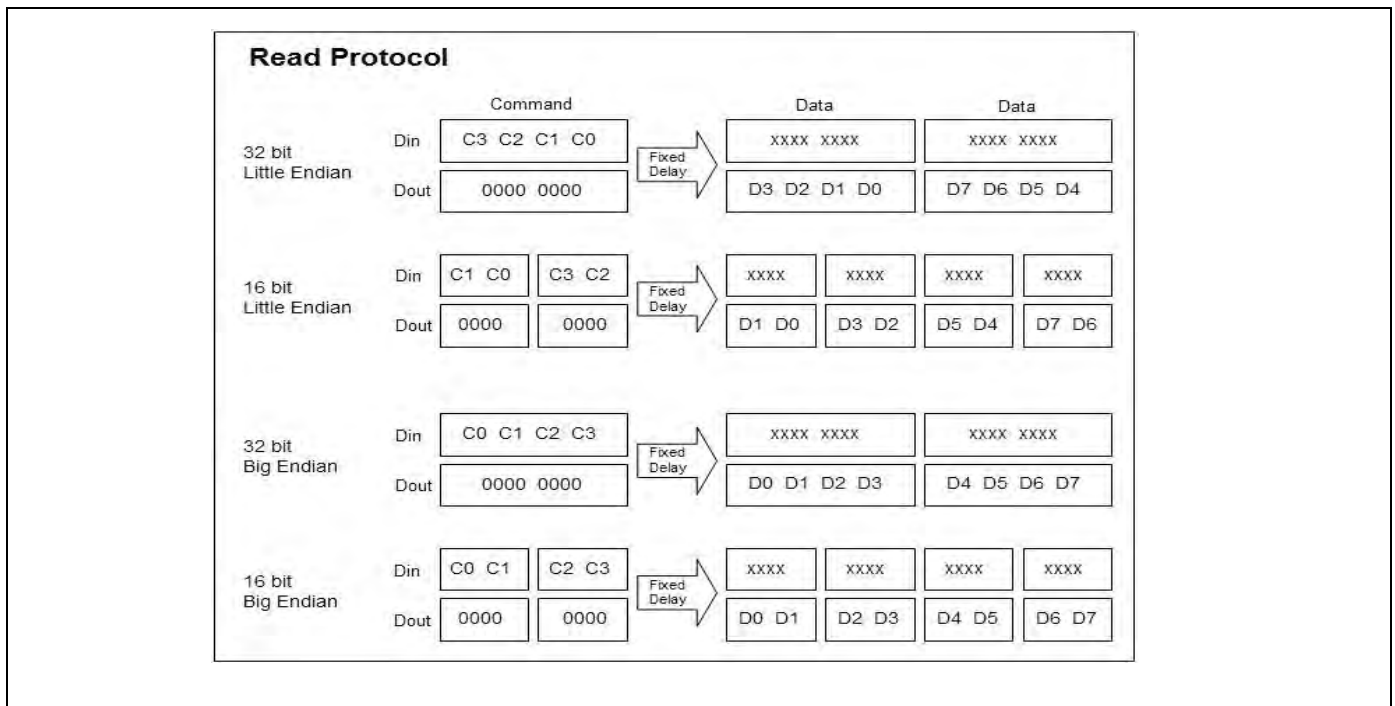 Read Protocol
Command Data Data
32 bit
Little Endian
Din C3 C2 C1 C0 xxxx xxxx xxxx xxxx
Fixed
Delay
Dout 0000 0000 D3 D2 D1 D0 D7 D6 D5 D4
16 bit
Little Endian
Din C1 C0 C3 C2 xxxx xxxx xxxx xxxx
Fixed
Delay
Dout 0000 0000 D1 D0 D3 D2 D5 D4 D7 D6
32 bit
Big Endian
Din C0 C1 C2 C3 xxxx xxxx xxxx xxxx
Fixed
Delay
Dout 0000 0000 D0 D1 D2 D3 D4 D5 D6 D7
16 bit
Big Endian
Din C0 C1 C2 C3 xxxx xxxx xxxx xxxx
Fixed
Delay
Dout 0000 0000 D0 D1 D2 D3 D4 D5 D6 D7